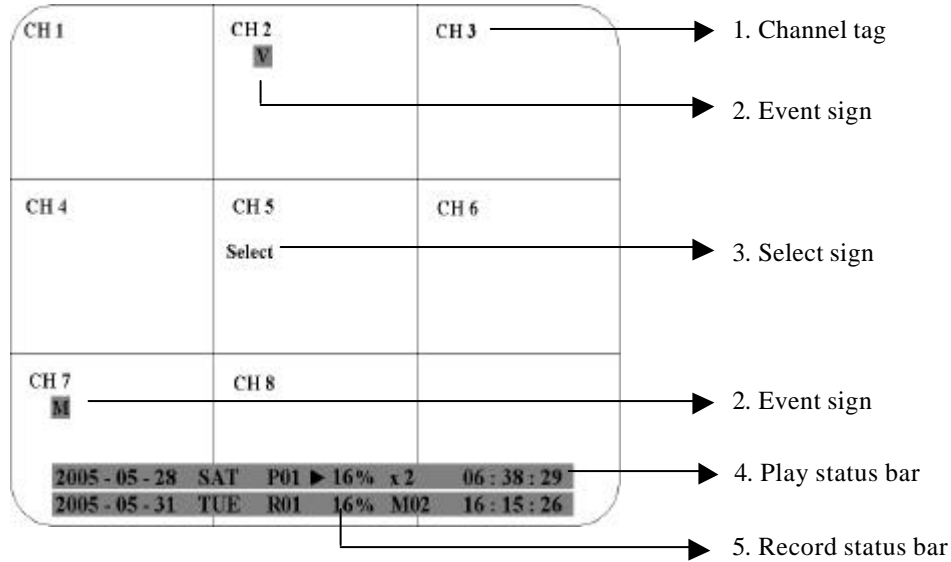 CH 1
CH 2
CH 3
1. Channel tag
V
2. Event sign
CH 4
CH 5
CH 6
Select
3. Select sign
CH 7
CH 8
M
2. Event sign
2005 - 05 - 28 SAT P01 ▶ 16% x 2 06 : 38 : 29
4. Play status bar
2005 - 05 - 31 TUE R01 16% M02 16 : 15 : 26
5. Record status bar